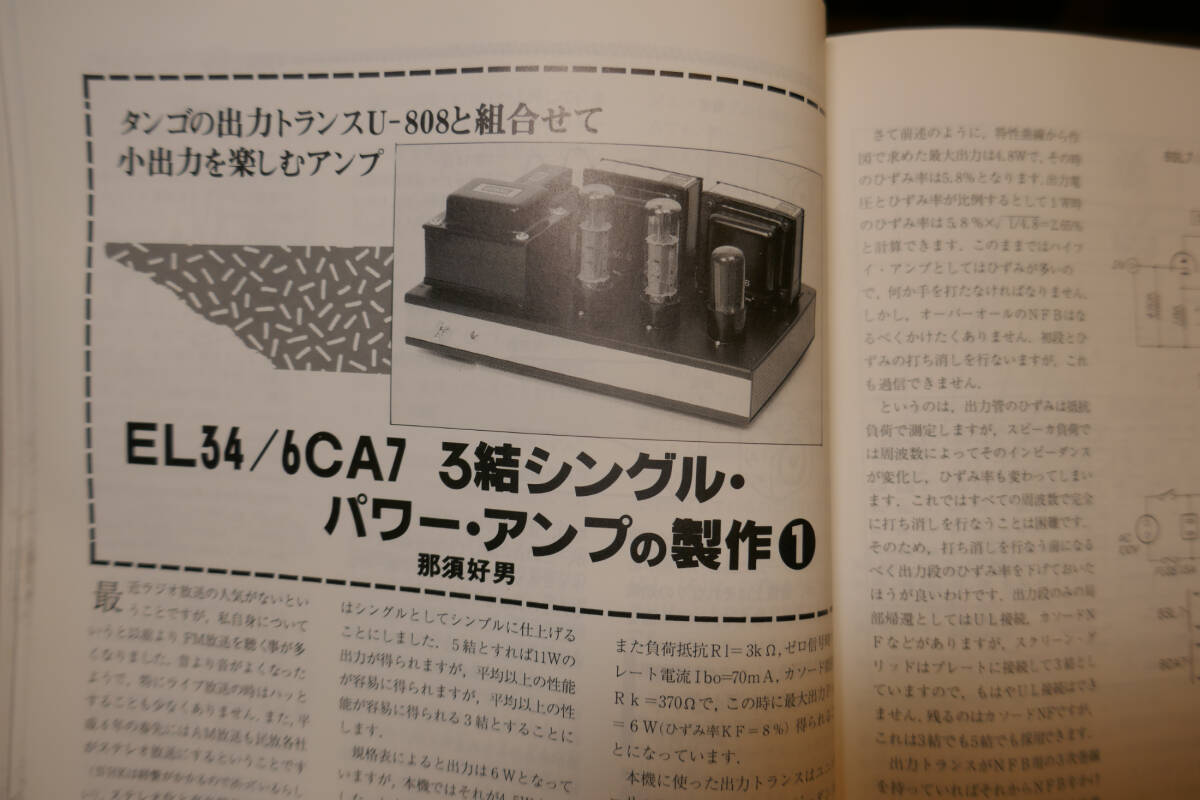 タンゴの出力トランスU-808と組合せて
小出力を楽しむアンプ
EL34/6CA7 3結シングル・
パワー・アンプの製作❶
那須好男
最近ラジオ放送の人気がないとい
うことですが，私自身について
いうと以前よりFM放送を聴く事が多
くなりました．昔より音がよくなった
ようで，特にライブ放送の時はハッと
することも少なくありません．また，平
成4年の春先にはAM放送も民放各社
がステレオ放送にするということです
はシングルとしてシンプルに仕上げる
ことにしました．5結とすれば11Wの
出力が得られますが，平均以上の性能
が容易に得られますが，平均以上の性
能が容易に得られる3結とすることに
します．
規格表によると出力は6Wとなって
いますが，本機ではそれが
また負荷抵抗Rl=3kΩ，ゼロ信号時
レート電流Ibo=70mA，カソード
Rk=370Ωで，この時に最大出力
=6W(ひずみ率KF=8%)得られる
とになっています．
本機に使った出力トランスはユニ
さて前述のように，特性曲線から作
図で求めた最大出力は4.8Wで，その時
のひずみ率は5.8%となります．出力電
圧とひずみ率が比例するとして1W時
のひずみ率は5.8%×√1/4.8=2.65%
と計算できます．このままではハイフ
ァイ・アンプとしてはひずみが多いの
で，何か手を打たなければなりません．
しかし，オーバーオールのNFBはな
るべくかけたくありません．初段とひ
ずみの打ち消しを行ないますが，これ
も過信できません．
というのは，出力管のひずみは抵抗
負荷で測定しますが，スピーカ負荷で
は周波数によってそのインピーダンス
が変化し，ひずみ率も変わってしまい
ます．これではすべての周波数で完全
に打ち消しを行なうことは困難です．
そのため，打ち消しを行なう前になる
べく出力段のひずみを下げておいた
ほうが良いわけです．出力段のみの局
部帰還としてはUL接続，カソードN
Fなどがありますが，スクリーン・グ
リッドはプレートに接続して3結とし
ていますので，もはやUL接続はでき
ません．残るのはカソードNFですが，
これは3結でも5結でも採用できます．
出力トランスがNFB用の3次巻線
を持っていればそれからNFBをかけ
AC
100V